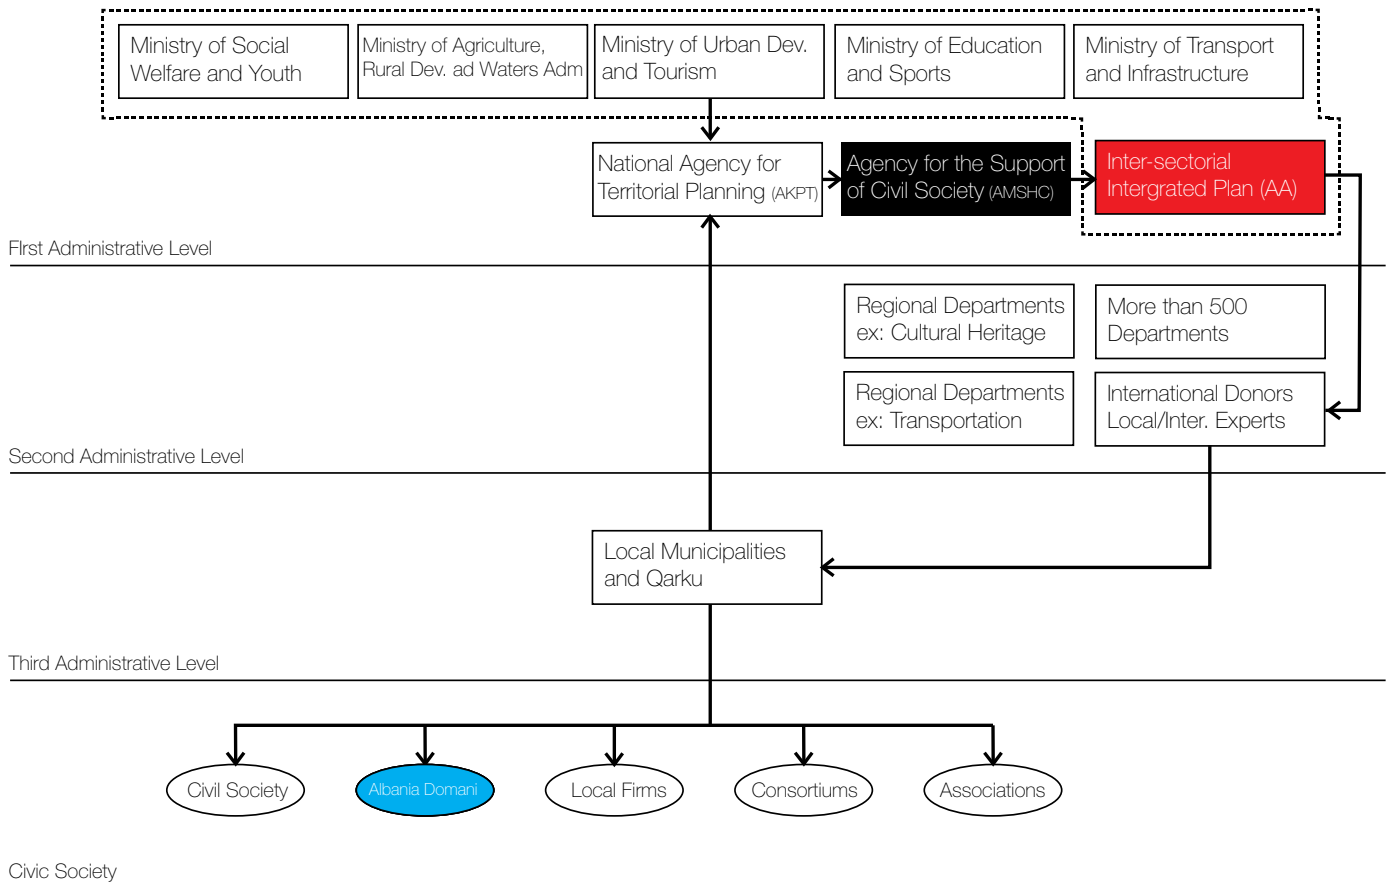 Ministry of Social
Welfare and Youth
Ministry of Agriculture,
Rural Dev. ad Waters Adm
Ministry of Urban Dev.
and Tourism
Ministry of Education
and Sports
Ministry of Transport
and Infrastructure
National Agency for
Territorial Planning (AKPT)
Agency for the Support
of Civil Society (AMSHC)
Inter-sectorial
Intergrated Plan (AA)
FIrst Administrative Level
Regional Departments
ex: Cultural Heritage
More than 500
Departments
Regional Departments
ex: Transportation
International Donors
Local/Inter. Experts
Second Administrative Level
Local Municipalities
and Qarku
Third Administrative Level
Civil Society
Albania Domani
Local Firms
Consortiums
Associations
Civic Society